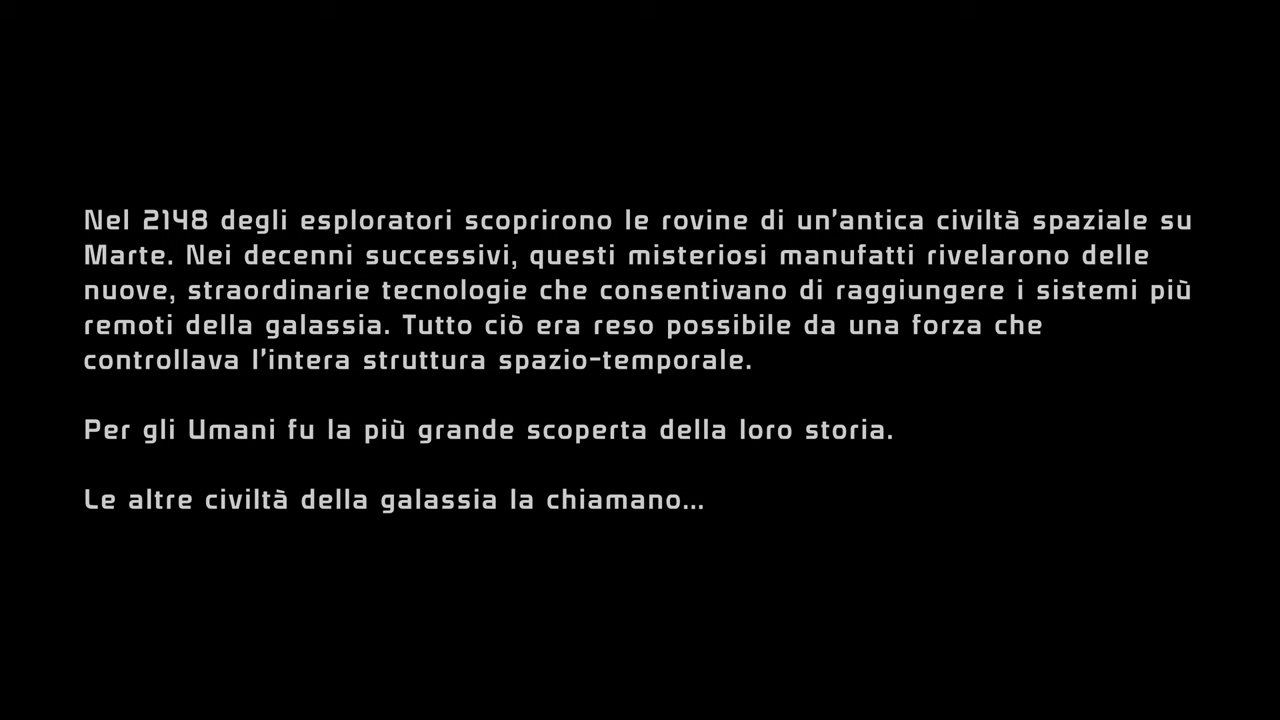 Nel 2148 degli esploratori scoprirono le rovine di un'antica civiltà spaziale su
Marte. Nei decenni successivi, questi misteriosi manufatti rivelarono delle
nuove, straordinarie tecnologie che consentivano di raggiungere i sistemi più
remoti della galassia. Tutto ciò era reso possibile da una forza che
controllava l'intera struttura spazio-temporale.
Per gli Umani fu la più grande scoperta della loro storia.
Le altre civiltà della galassia la chiamano...